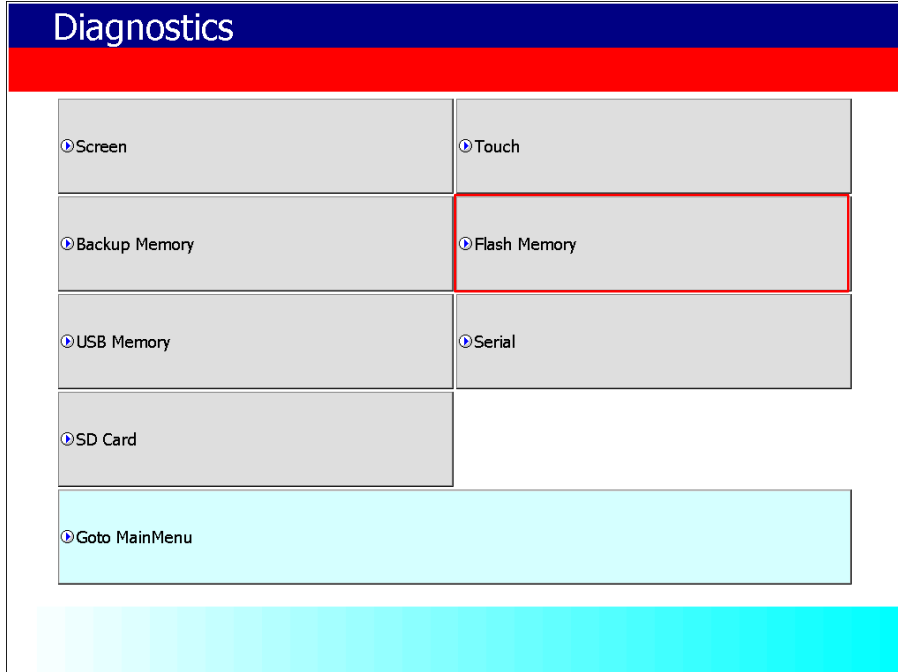 Diagnostics
Screen
Touch
Backup Memory
Flash Memory
USB Memory
Serial
SD Card
Goto MainMenu